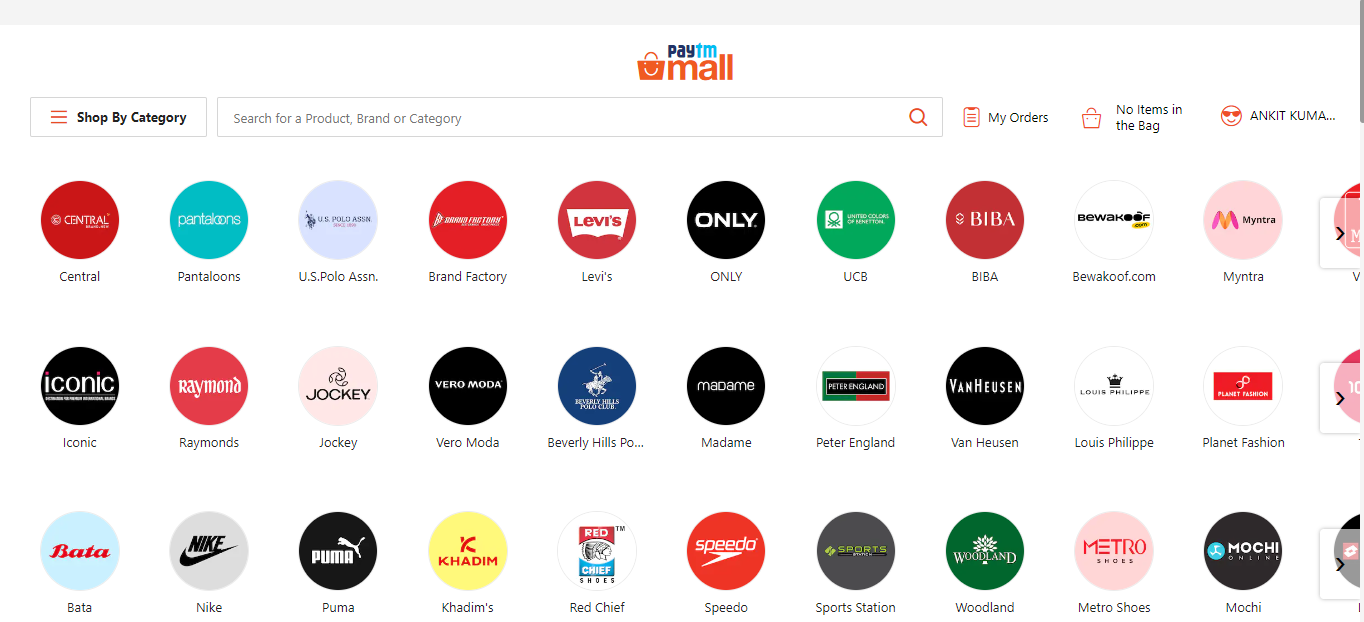 paytm
mall
Shop By Category
Search for a Product, Brand or Category
My Orders
No Items in
the Bag
ANKIT KUMA...
CENTRAL
pantaloons
U.S. POLO ASSN.
SINCE 1890
BRAND FACTORY
LEVI'S
ONLY
UNITED COLORS
OF BENETTON.
BIBA
BEWAKOOF
.com
Myntra
Central
Pantaloons
U.S.Polo Assn.
Brand Factory
Levi's
ONLY
UCB
BIBA
Bewakoof.com
Myntra
V
iconic
Raymond
JOCKEY
VERO MODA
BEVERLY HILLS
POLO CLUB
madame
PETER ENGLAND
VANHEUSEN
LOUIS PHILIPPE
PLANET FASHION
Iconic
Raymonds
Jockey
Vero Moda
Beverly Hills Po...
Madame
Peter England
Van Heusen
Louis Philippe
Planet Fashion
Bata
NIKE
PUMA
KHADIM
RED
CHIEF
SHOES
TM
speedo
SPORTS
STATION
WOODLAND
METRO
SHOES
MOCHI
ONLINE
Bata
Nike
Puma
Khadim's
Red Chief
Speedo
Sports Station
Woodland
Metro Shoes
Mochi